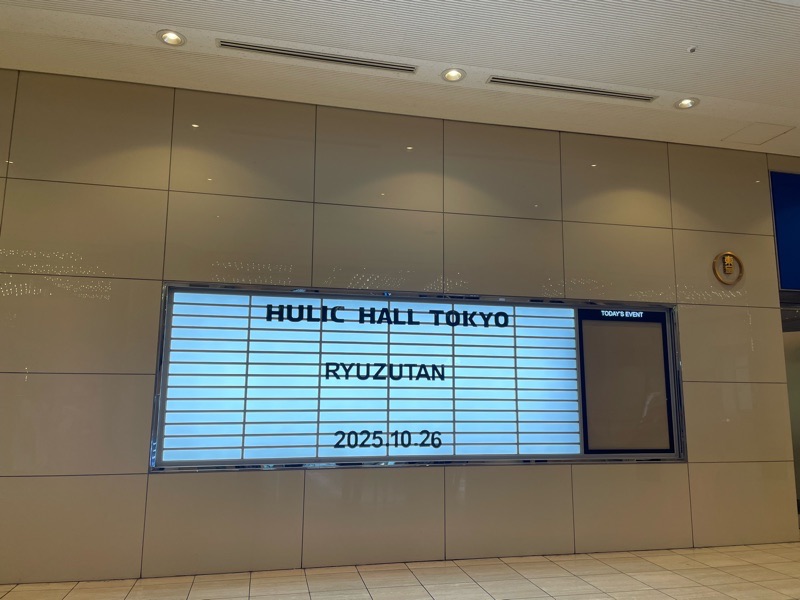 HULIC HALL TOKYO
RYUZUTAN
2025.10.26
TODAY'S EVENT